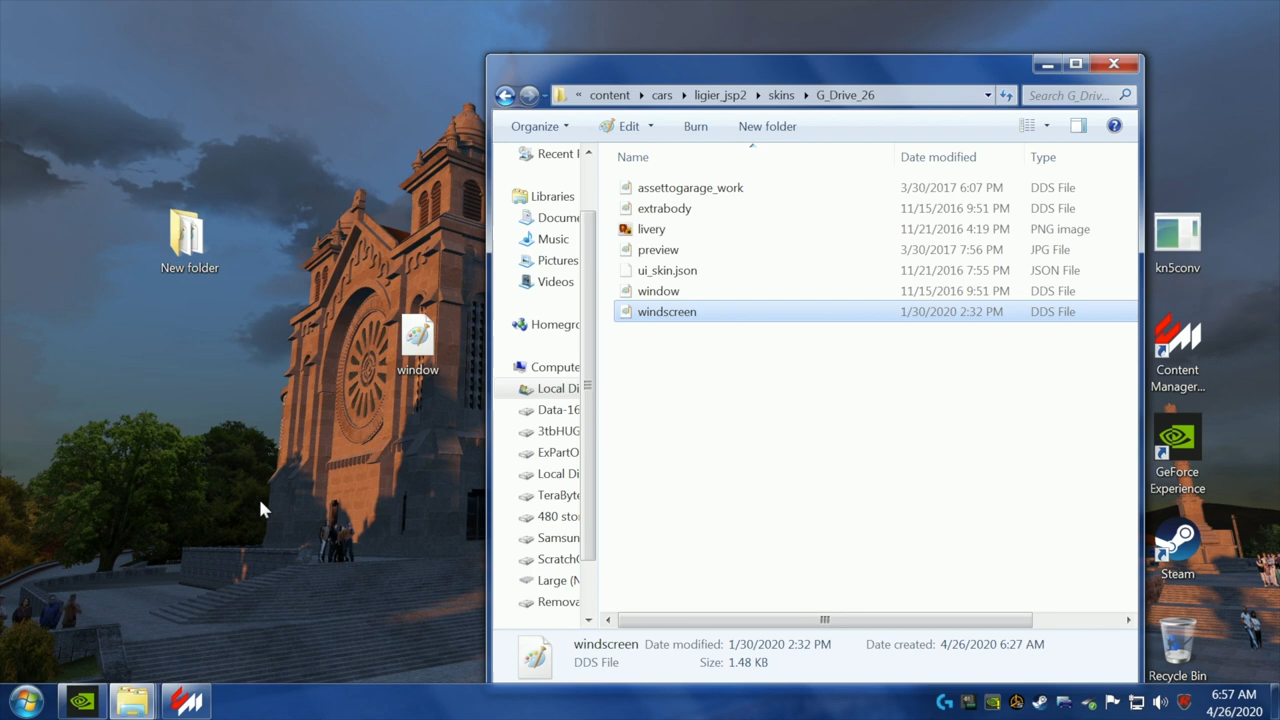 « content ▸ cars ▸ ligier_jsp2 ▸ skins ▸ G_Drive_26
Search G_Driv...
Organize Edit Burn New folder
Name Date modified Type
assettogarage_work 3/30/2017 6:07 PM DDS File
extrabody 11/15/2016 9:51 PM DDS File
livery 11/21/2016 4:19 PM PNG image
preview 3/30/2017 7:56 PM JPG File
ui_skin.json 11/21/2016 7:55 PM JSON File
window 11/15/2016 9:51 PM DDS File
windscreen 1/30/2020 2:32 PM DDS File
Recent
Libraries
Docume
Music
Pictures
Videos
Homegro
Compute
Local Di
Data-16
3tbHUG
ExPartO
Local Di
TeraByte
480 sto
Samsun
Scratch
Large (N
Remova
windscreen Date modified: 1/30/2020 2:32 PM Date created: 4/26/2020 6:27 AM
DDS File Size: 1.48 KB
New folder
window
kn5conv
Content
Manager...
GeForce
Experience
Steam
Recycle Bin
6:57 AM
4/26/2020